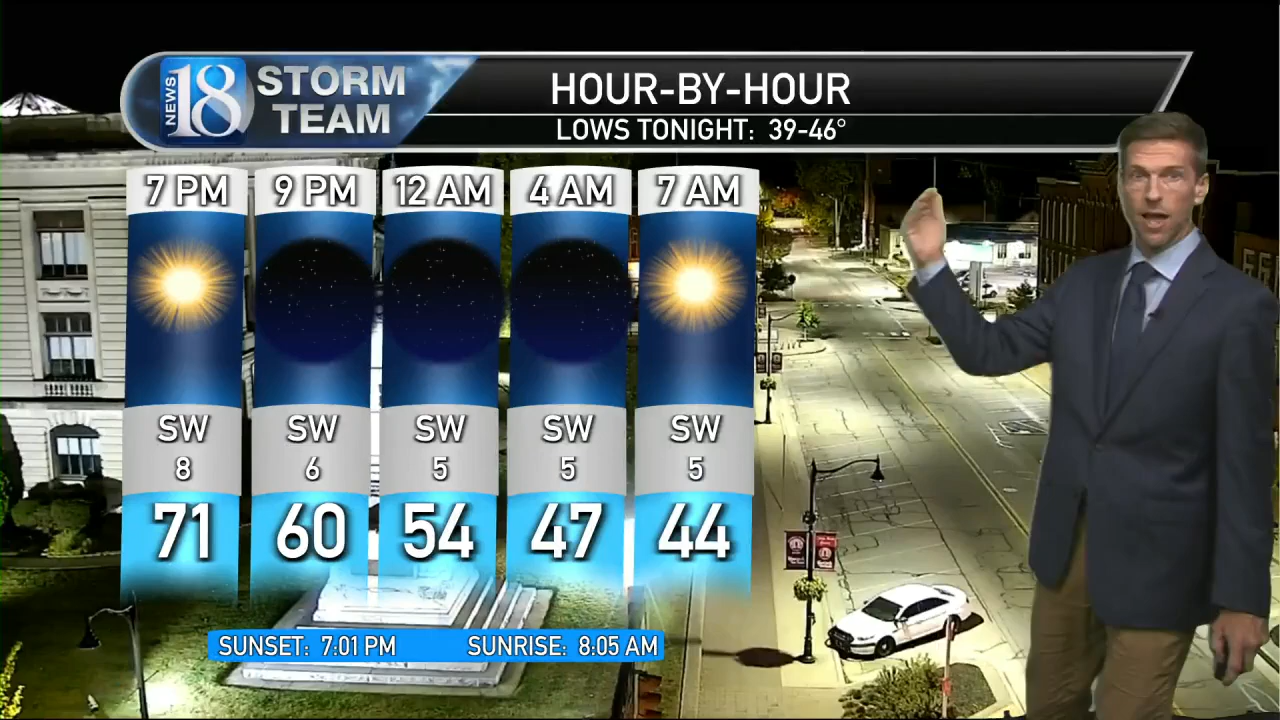 NEWS 18 STORM TEAM
HOUR-BY-HOUR
LOWS TONIGHT: 39-46°
7 PM 9 PM 12 AM 4 AM 7 AM
SW SW SW SW SW
8 6 5 5 5
71 60 54 47 44
SUNSET: 7:01 PM SUNRISE: 8:05 AM